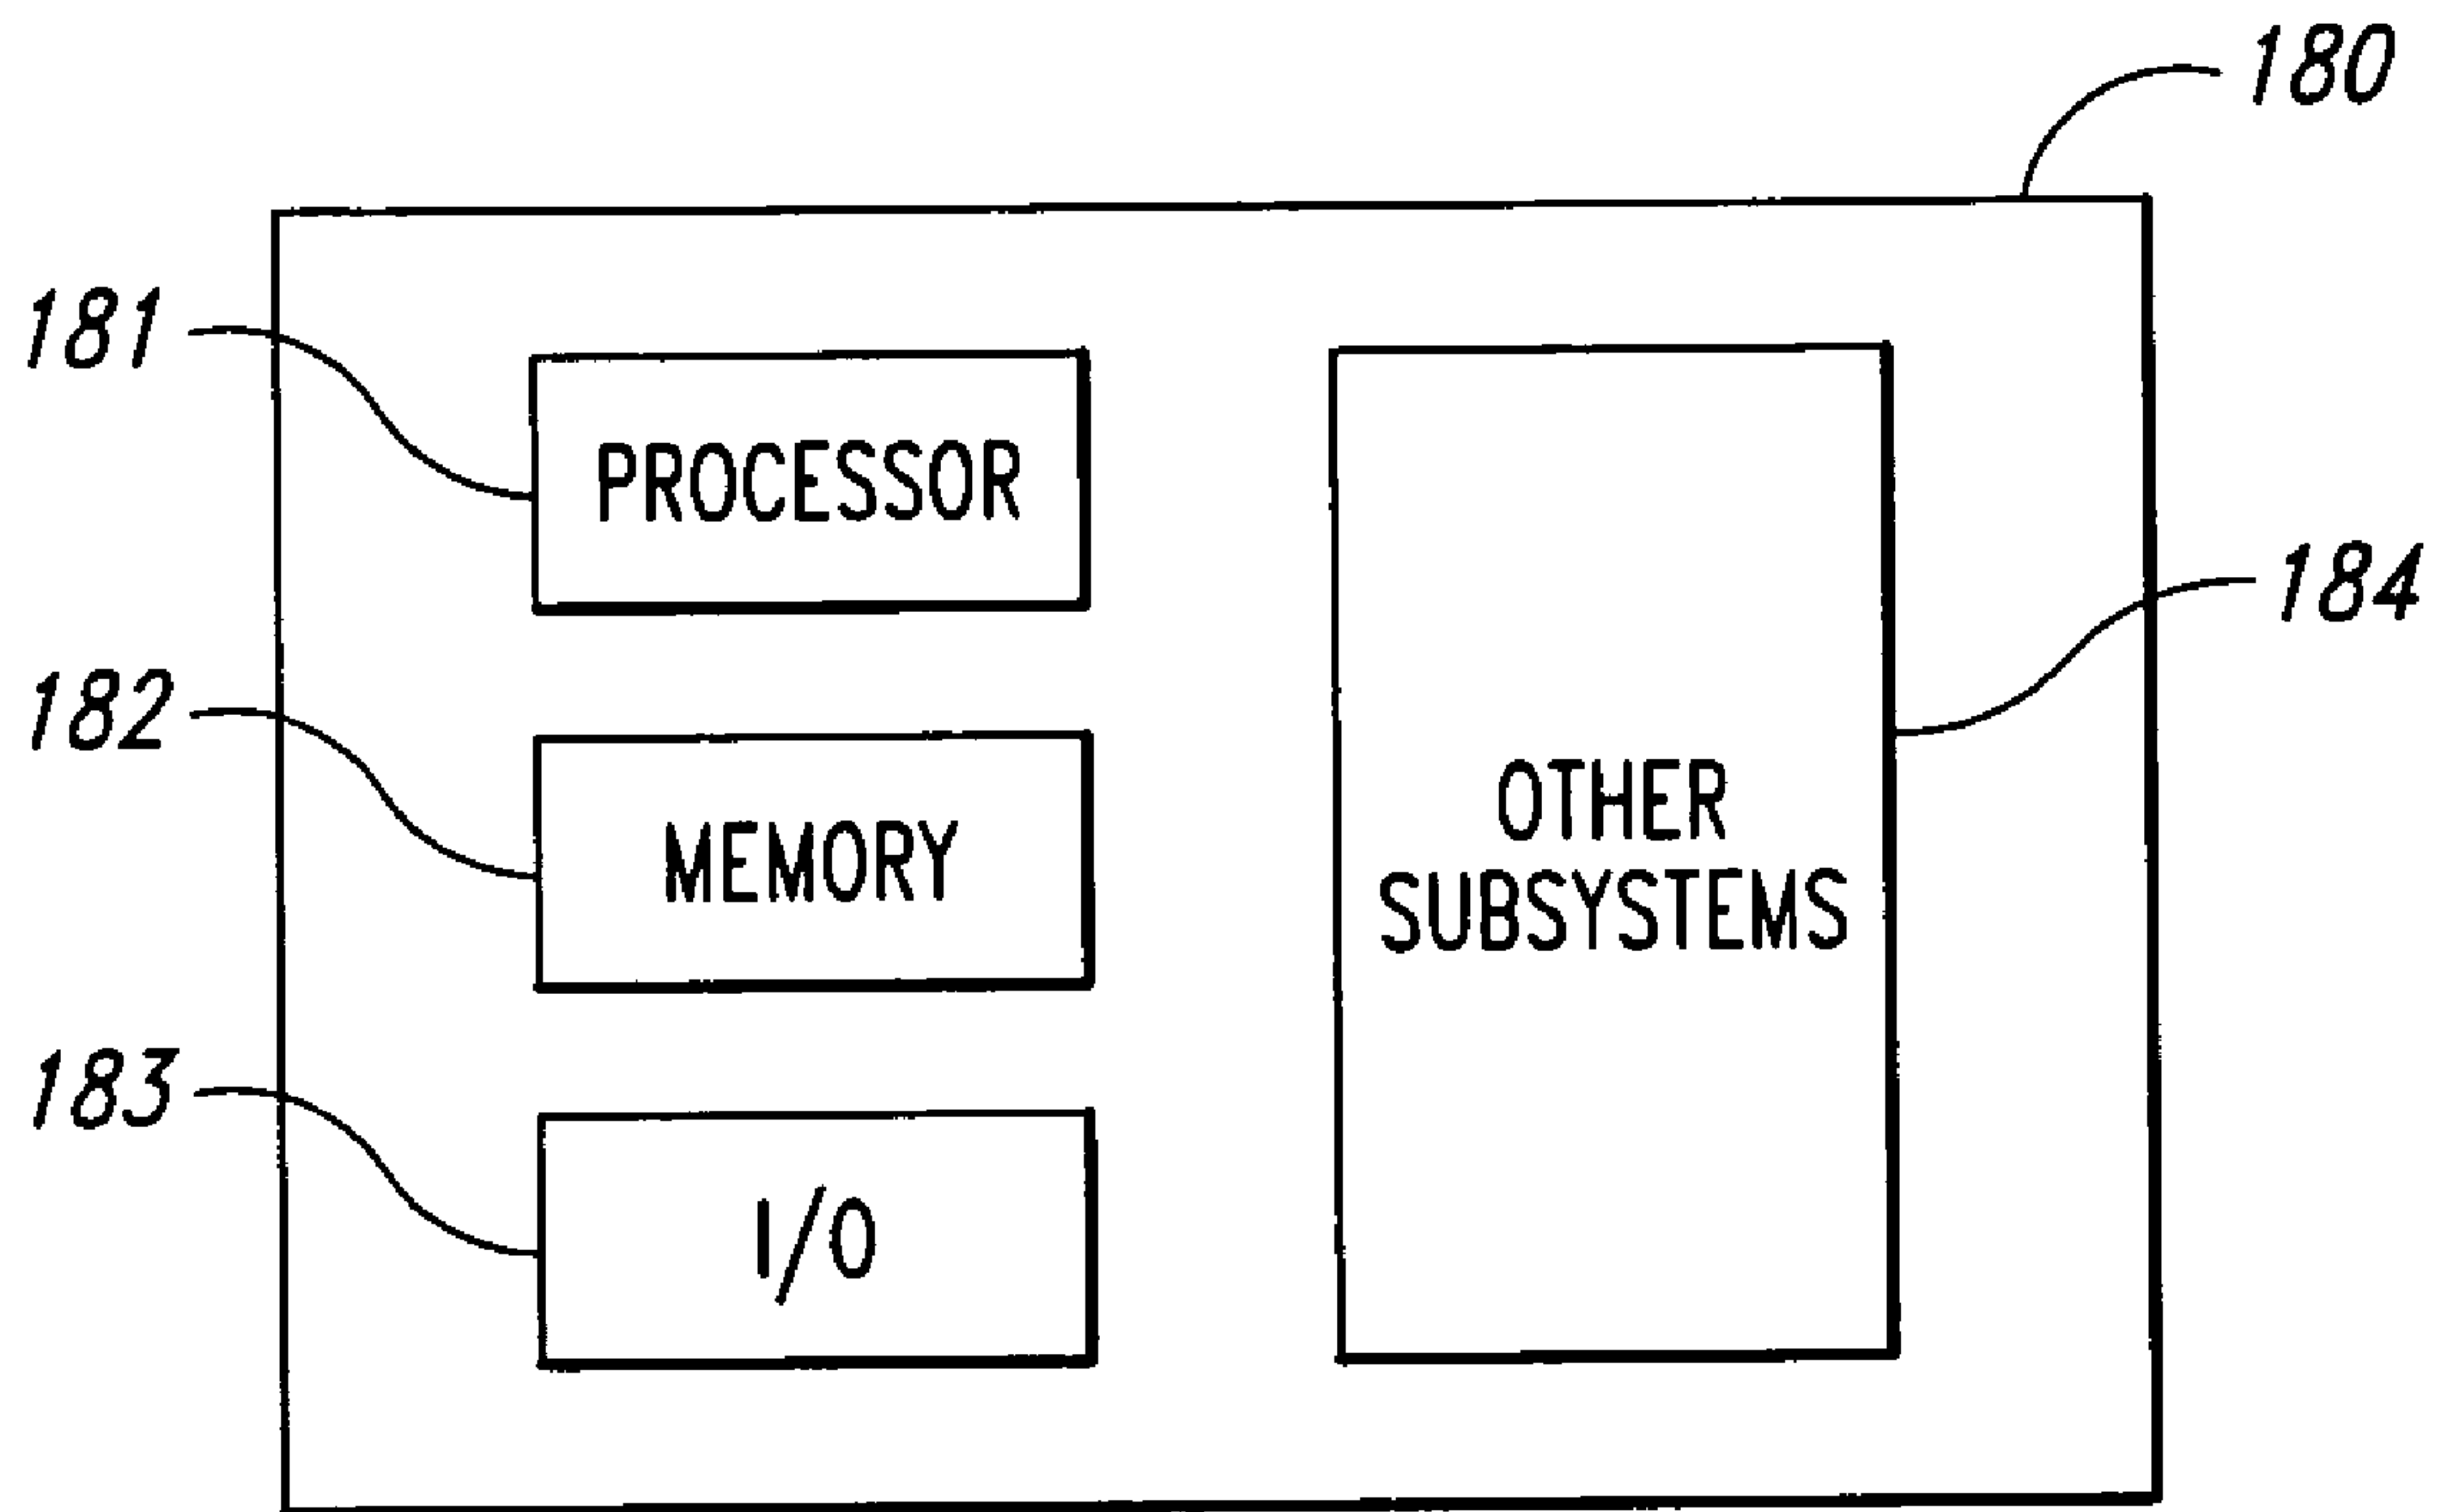 180
181
PROCESSOR
184
182
OTHER
MEMORY
SUBSYSTEMS
183
I/O